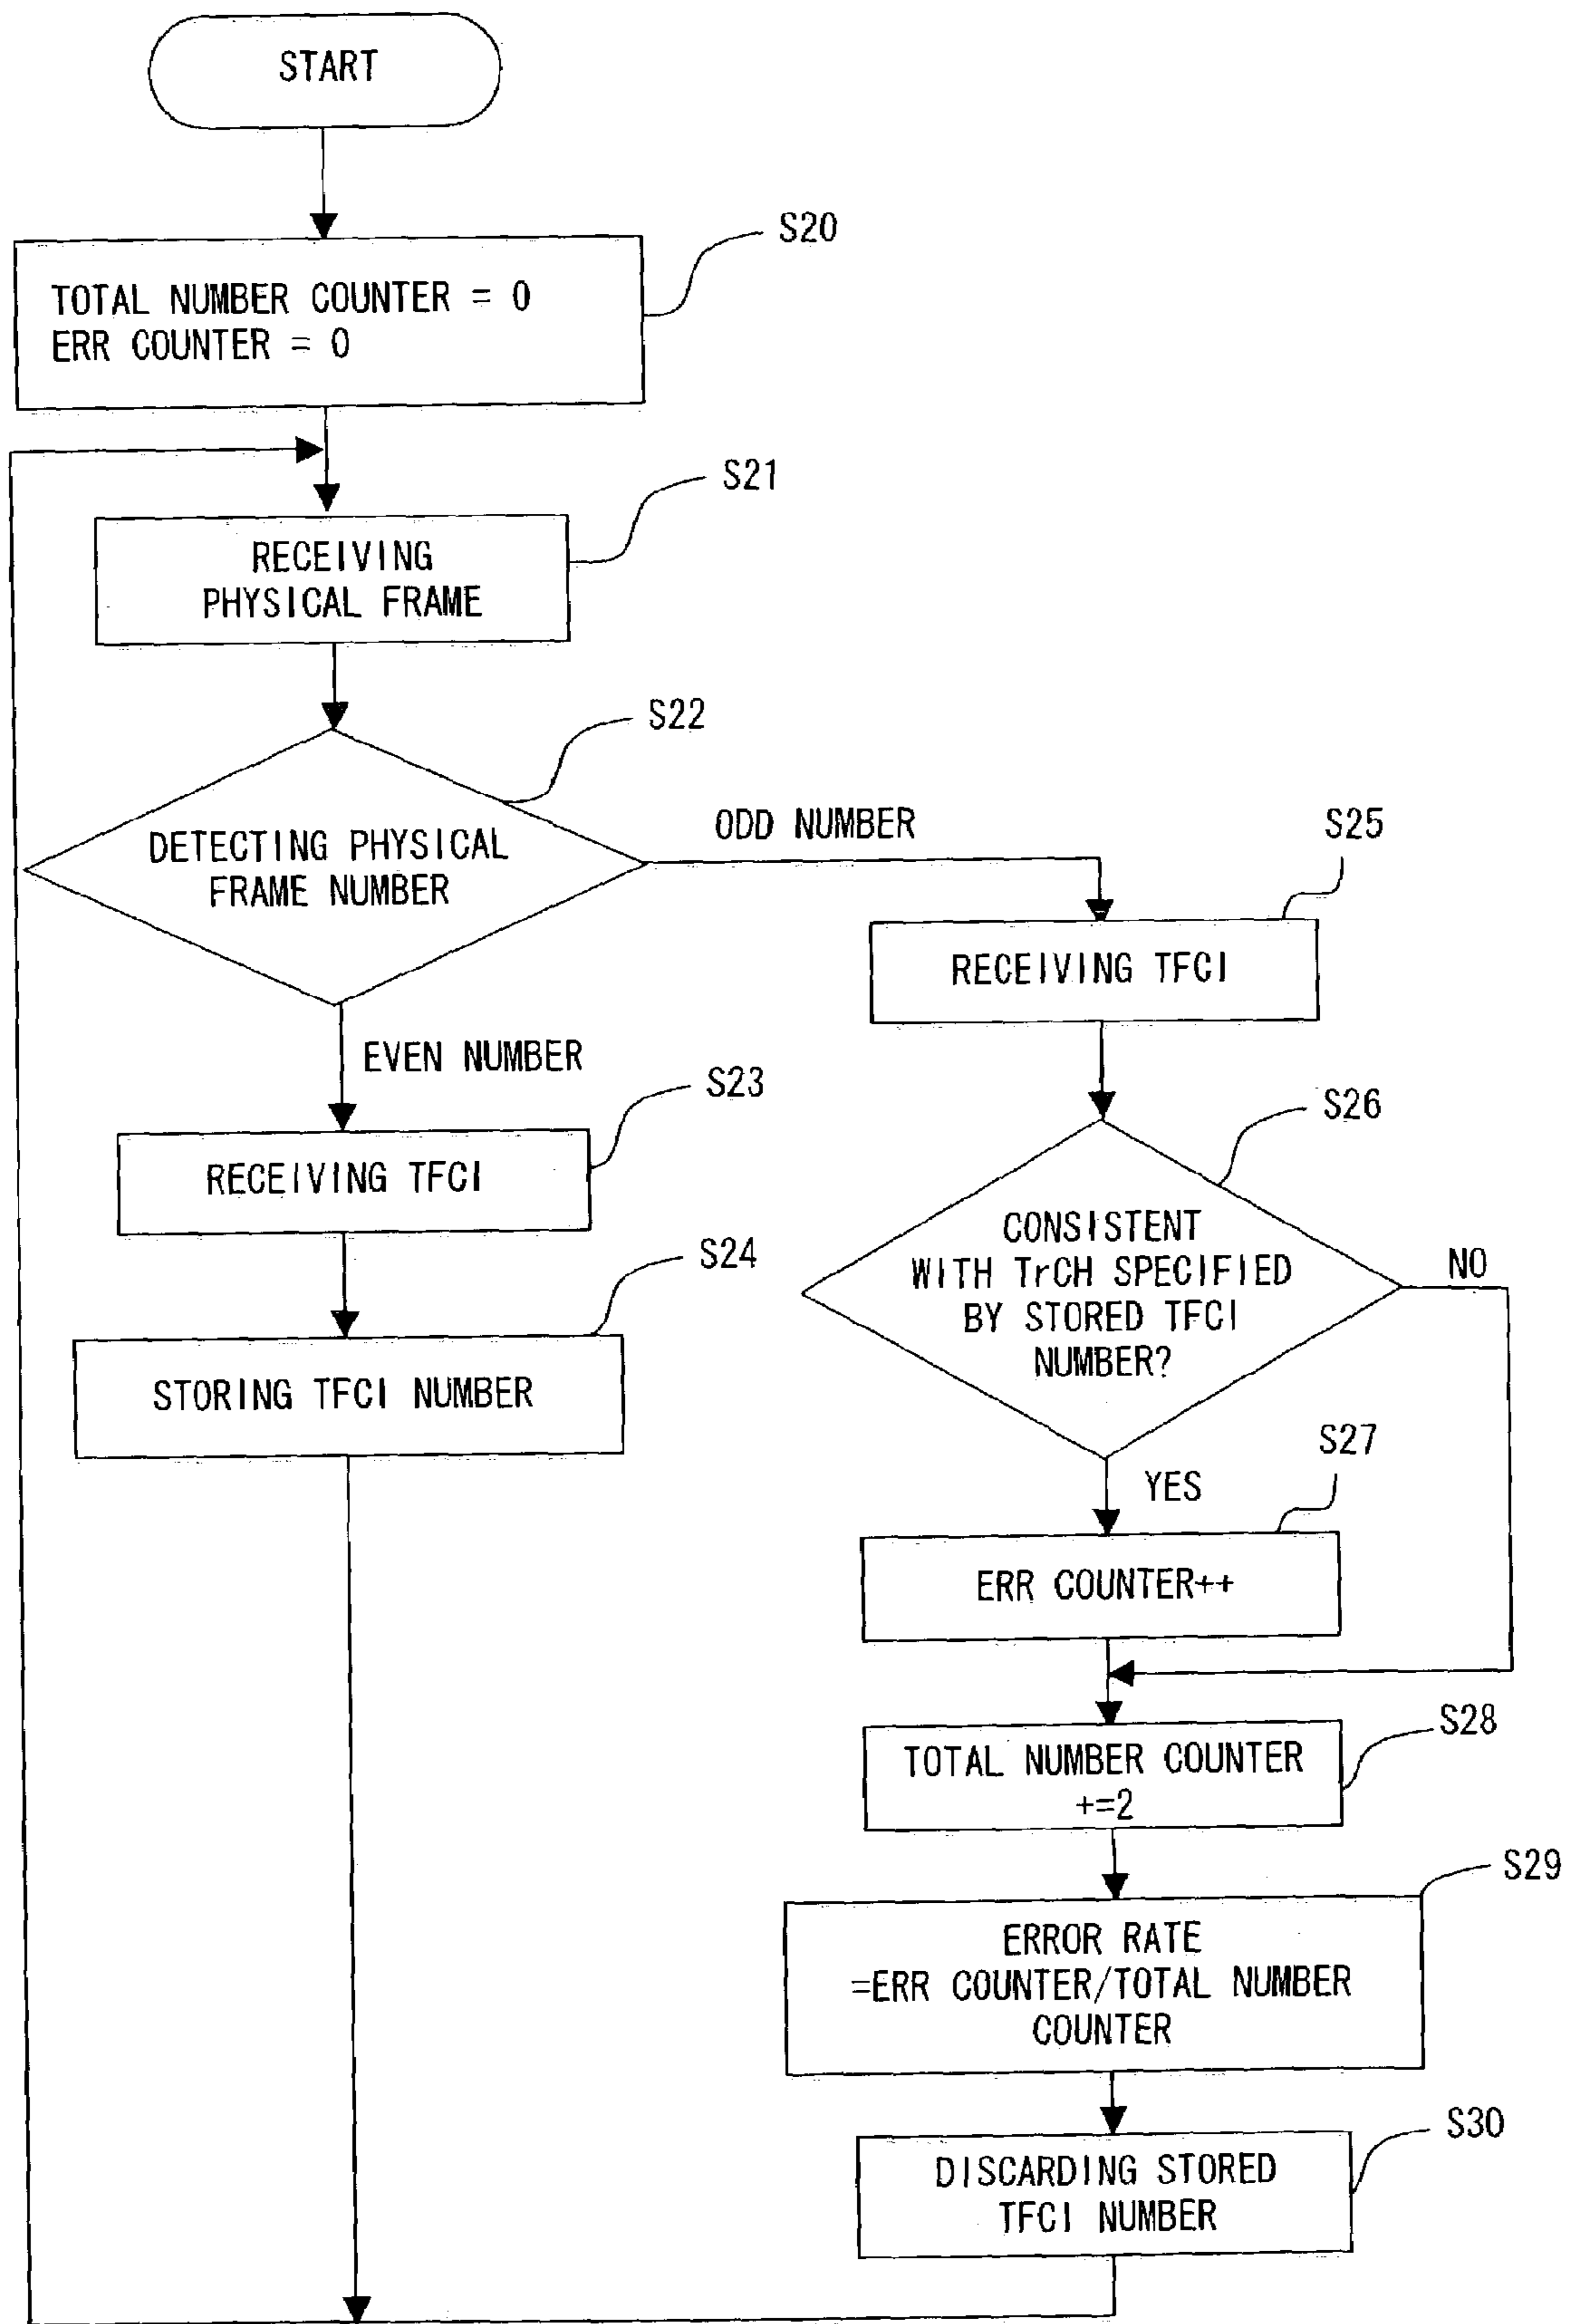 START
S20
TOTAL NUMBER COUNTER = 0
ERR COUNTER = 0
S21
RECEIVING
PHYSICAL FRAME
S22
DETECTING PHYSICAL
FRAME NUMBER
ODD NUMBER
EVEN NUMBER
S23
RECEIVING TFCI
S24
STORING TFCI NUMBER
S25
RECEIVING TFCI
S26
CONSISTENT
WITH TrCH SPECIFIED
BY STORED TFCI
NUMBER?
NO
YES
S27
ERR COUNTER++
S28
TOTAL NUMBER COUNTER
+=2
S29
ERROR RATE
=ERR COUNTER/TOTAL NUMBER
COUNTER
S30
DISCARDING STORED
TFCI NUMBER